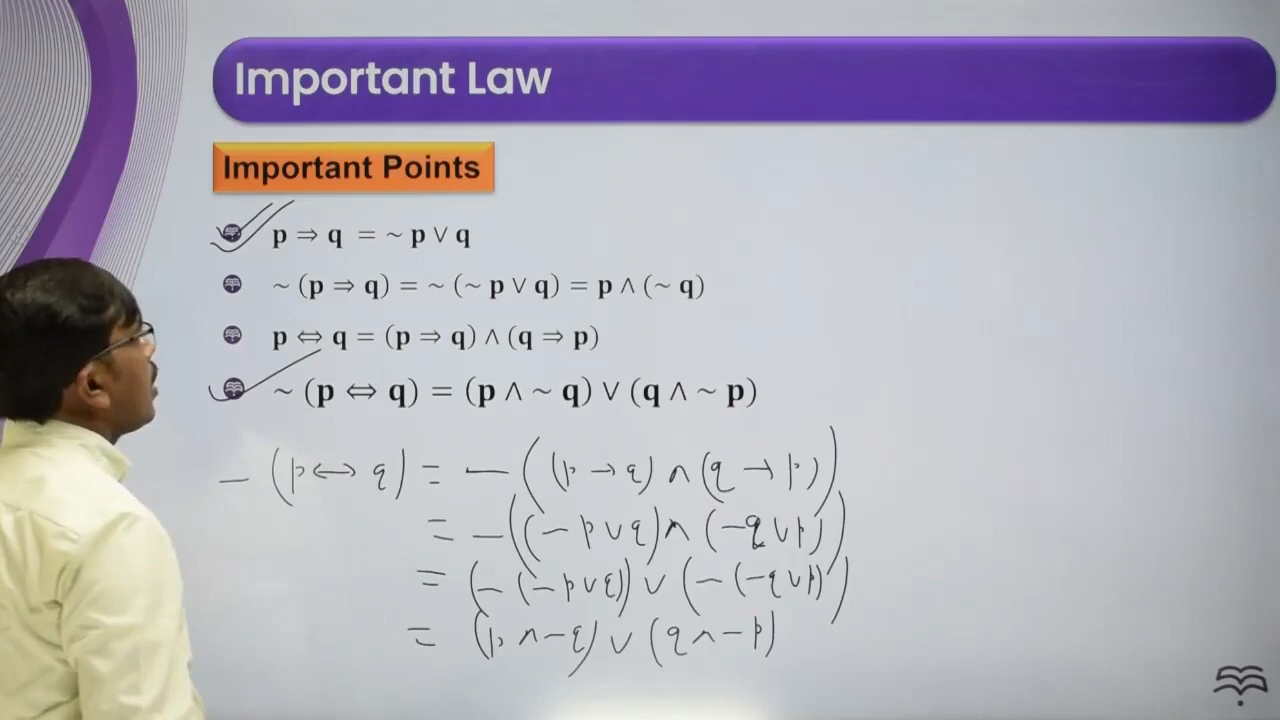 Important Law
Important Points
p ⇒ q = ~ p ∨ q
~ (p ⇒ q) = ~ (~ p ∨ q) = p ∧ (~ q)
p ⇔ q = (p ⇒ q) ∧ (q ⇒ p)
~ (p ⇔ q) = (p ∧ ~ q) ∨ (q ∧ ~ p)
– (p ↔ q) = – ((p → q) ∧ (q → p))
= – ((– p ∨ q) ∧ (– q ∨ p))
= (– (– p ∨ q)) ∨ (– (– q ∨ p))
= (p ∧ – q) ∨ (q ∧ – p)